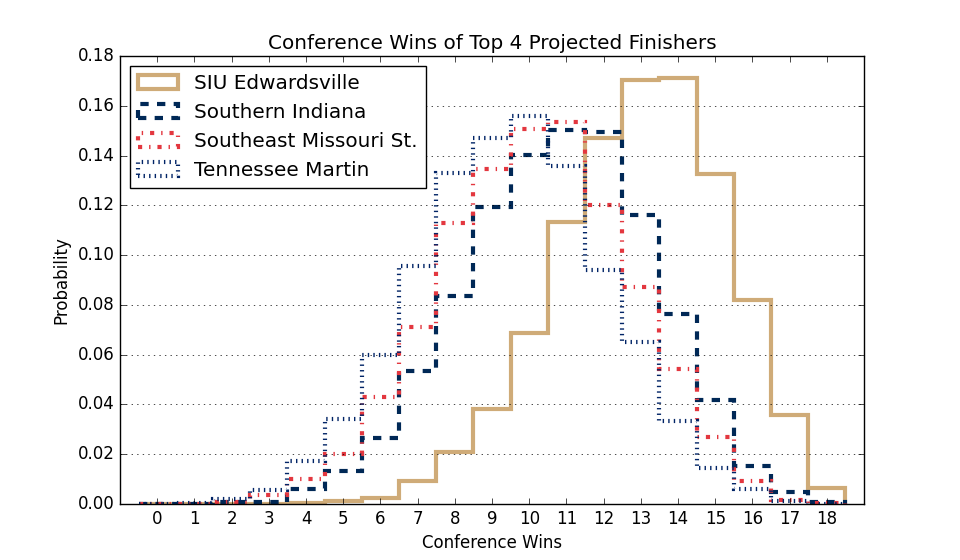 Conference Wins of Top 4 Projected Finishers
0.18
0.16
0.14
0.12
0.10
0.08
0.06
0.04
0.02
0.00
Probability
SIU Edwardsville
Southern Indiana
Southeast Missouri St.
Tennessee Martin
0 1 2 3 4 5 6 7 8 9 10 11 12 13 14 15 16 17 18
Conference Wins